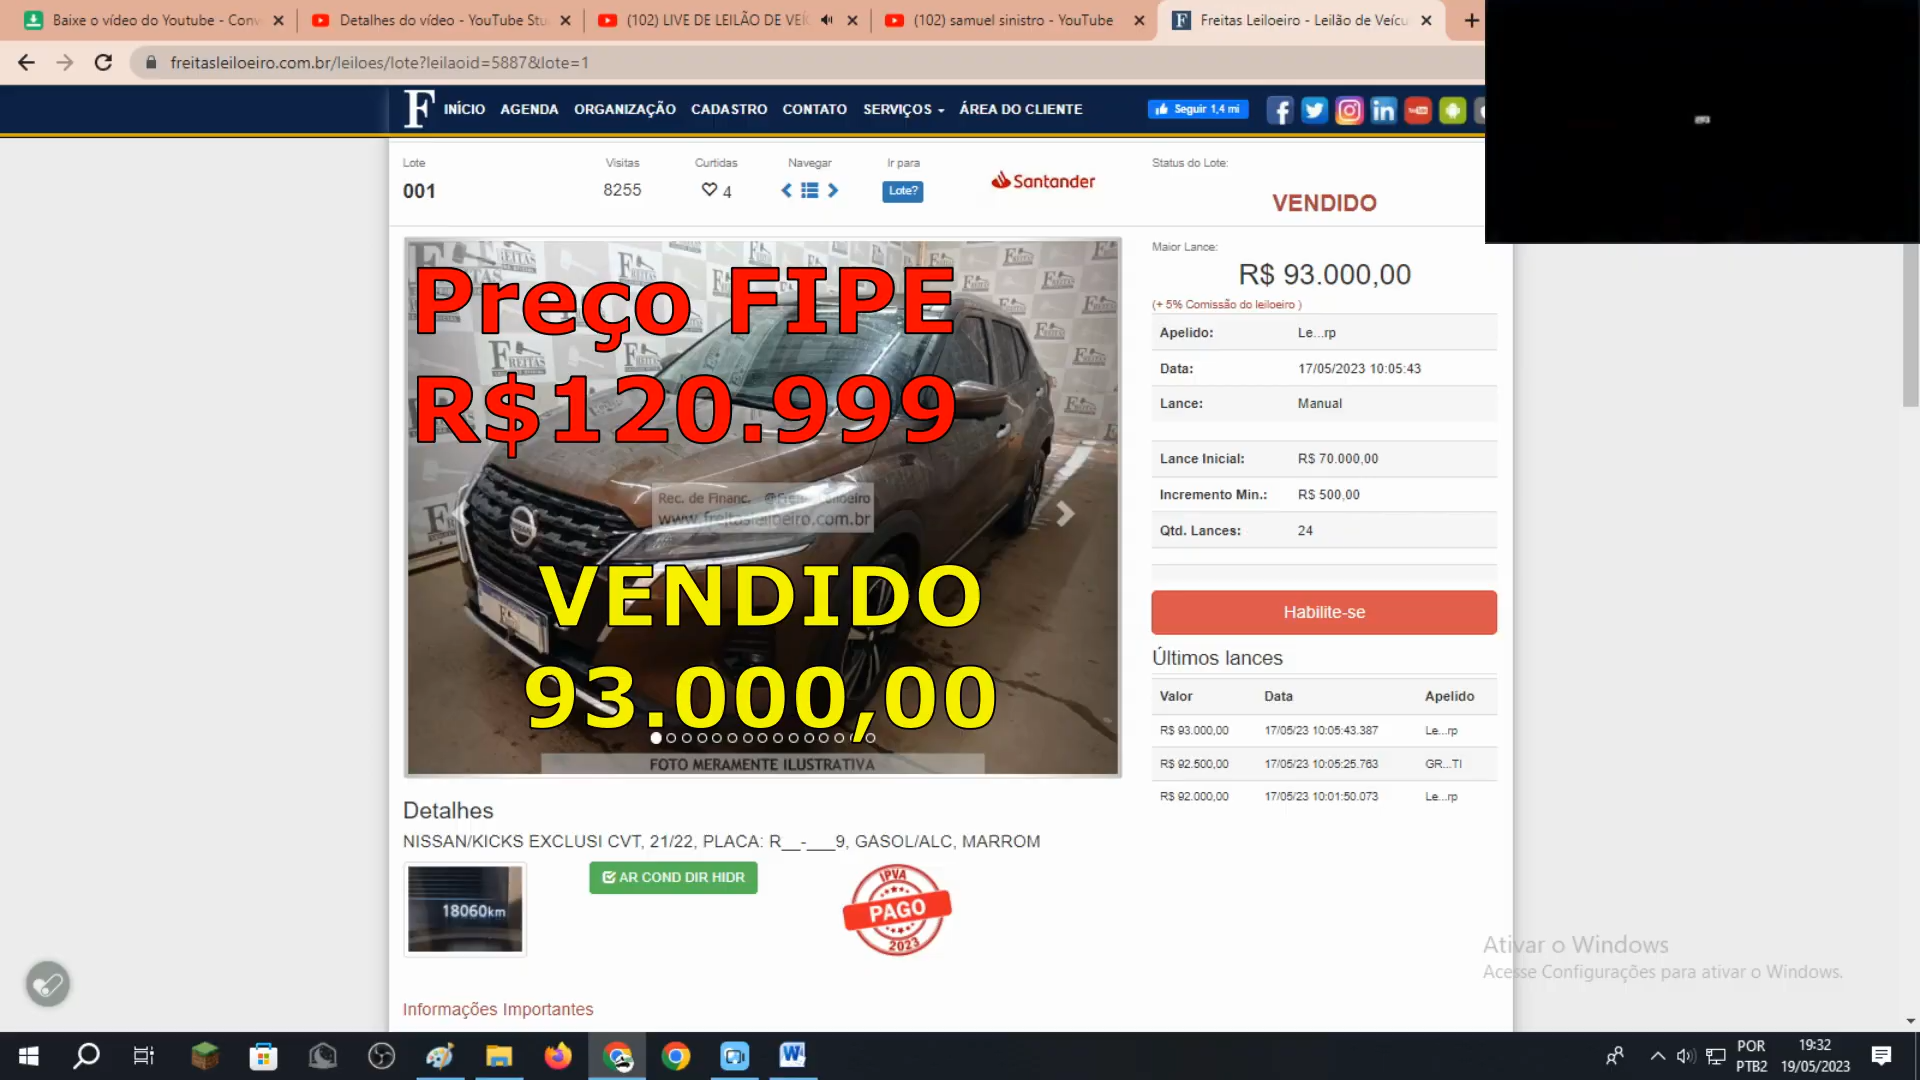 Baixe o vídeo do Youtube - Conv
Detalhes do vídeo - YouTube Stu
(102) LIVE DE LEILÃO DE VEÍ
(102) samuel sinistro - YouTube
Freitas Leiloeiro - Leilão de Veícu
freitasleiloeiro.com.br/leiloes/lote?leilaoid=5887&lote=1
F INÍCIO AGENDA ORGANIZAÇÃO CADASTRO CONTATO SERVIÇOS ÁREA DO CLIENTE
Seguir 1,4 mi
Lote Visitas Curtidas Navegar Ir para
001 8255 4 Lote?
Santander
Status do Lote:
VENDIDO
Preço FIPE
R$120.999
Rec. de Financ.
www.freitasleiloeiro.com.br
VENDIDO
93.000,00
FOTO MERAMENTE ILUSTRATIVA
Maior Lance:
R$ 93.000,00
(+ 5% Comissão do leiloeiro )
Apelido: Le...rp
Data: 17/05/2023 10:05:43
Lance: Manual
Lance Inicial: R$ 70.000,00
Incremento Min.: R$ 500,00
Qtd. Lances: 24
Habilite-se
Últimos lances
Valor Data Apelido
R$ 93.000,00 17/05/23 10:05:43.387 Le...rp
R$ 92.500,00 17/05/23 10:05:25.763 GR...TI
R$ 92.000,00 17/05/23 10:01:50.073 Le...rp
Detalhes
NISSAN/KICKS EXCLUSI CVT, 21/22, PLACA: R__-___9, GASOL/ALC, MARROM
18060km
AR COND DIR HIDR
IPVA
PAGO
2023
Informações Importantes
Ativar o Windows
Acesse Configurações para ativar o Windows.
POR
PTB2
19:32
19/05/2023